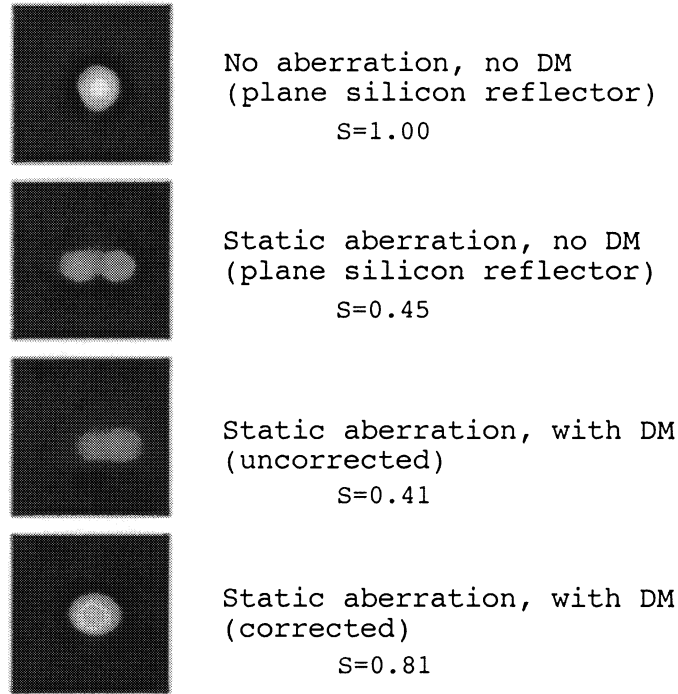 No aberration, no DM
(plane silicon reflector)
S=1.00
Static aberration, no DM
(plane silicon reflector)
S=0.45
Static aberration, with DM
(uncorrected)
S=0.41
Static aberration, with DM
(corrected)
S=0.81